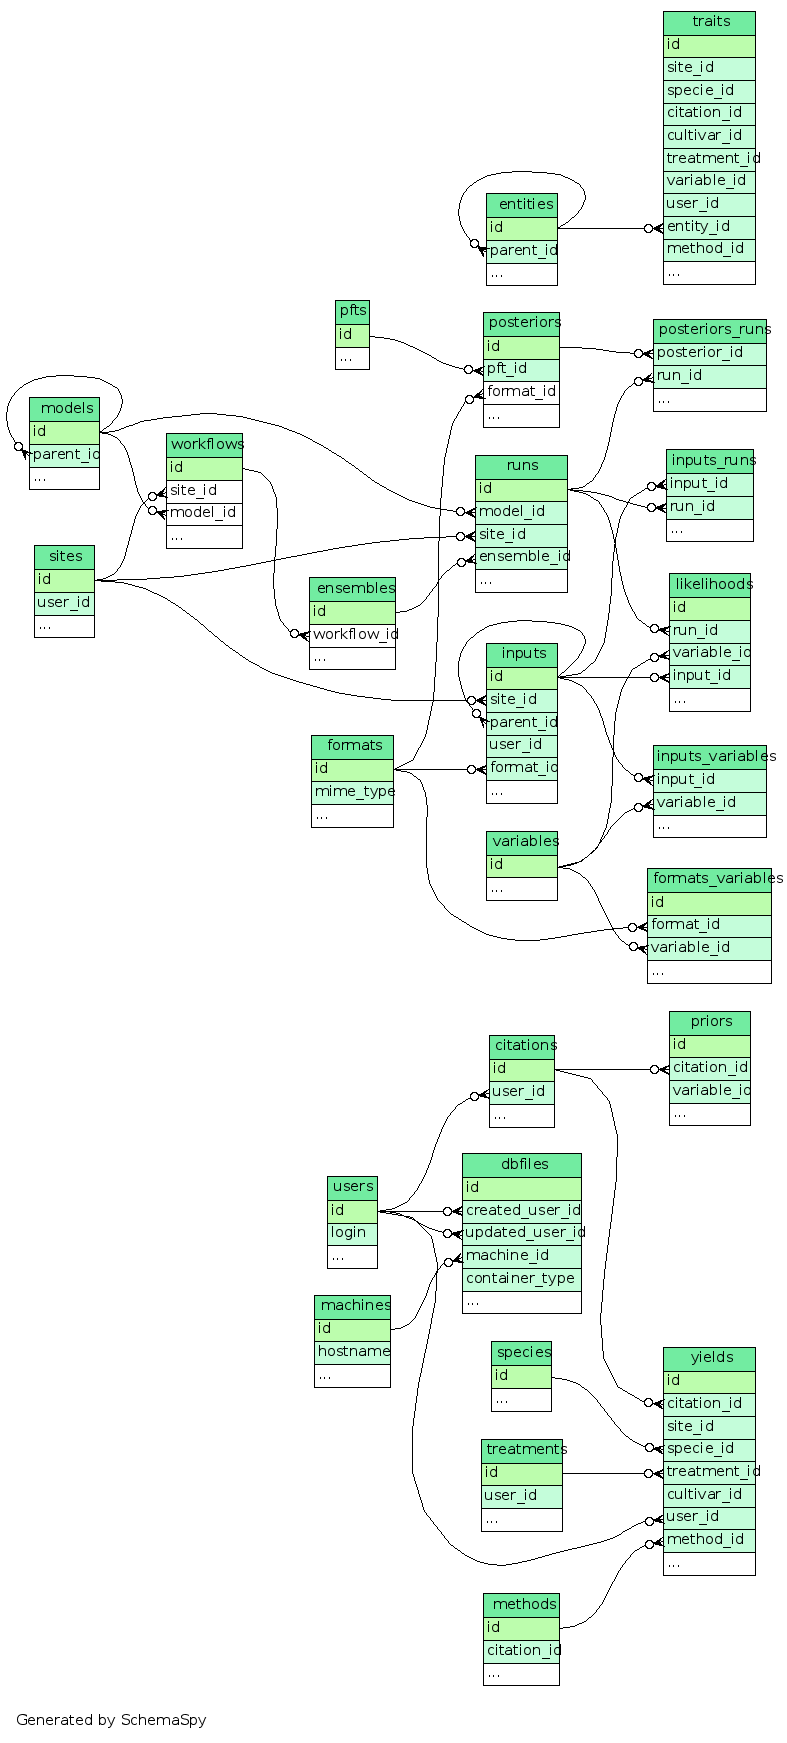 traits
id
site_id
specie_id
citation_id
cultivar_id
treatment_id
variable_id
user_id
entity_id
method_id
...
entities
id
parent_id
...
pfts
id
...
posteriors
id
pft_id
format_id
...
posteriors_runs
posterior_id
run_id
...
models
id
parent_id
...
workflows
id
site_id
model_id
...
runs
id
model_id
site_id
ensemble_id
...
inputs_runs
input_id
run_id
...
sites
id
user_id
...
ensembles
id
workflow_id
...
likelihoods
id
run_id
variable_id
input_id
...
inputs
id
site_id
parent_id
user_id
format_id
...
formats
id
mime_type
...
inputs_variables
input_id
variable_id
...
variables
id
...
formats_variables
id
format_id
variable_id
...
priors
id
citation_id
variable_id
...
citations
id
user_id
...
users
id
login
...
dbfiles
id
created_user_id
updated_user_id
machine_id
container_type
...
machines
id
hostname
...
species
id
...
yields
id
citation_id
site_id
specie_id
treatment_id
cultivar_id
user_id
method_id
...
treatments
id
user_id
...
methods
id
citation_id
...
Generated by SchemaSpy